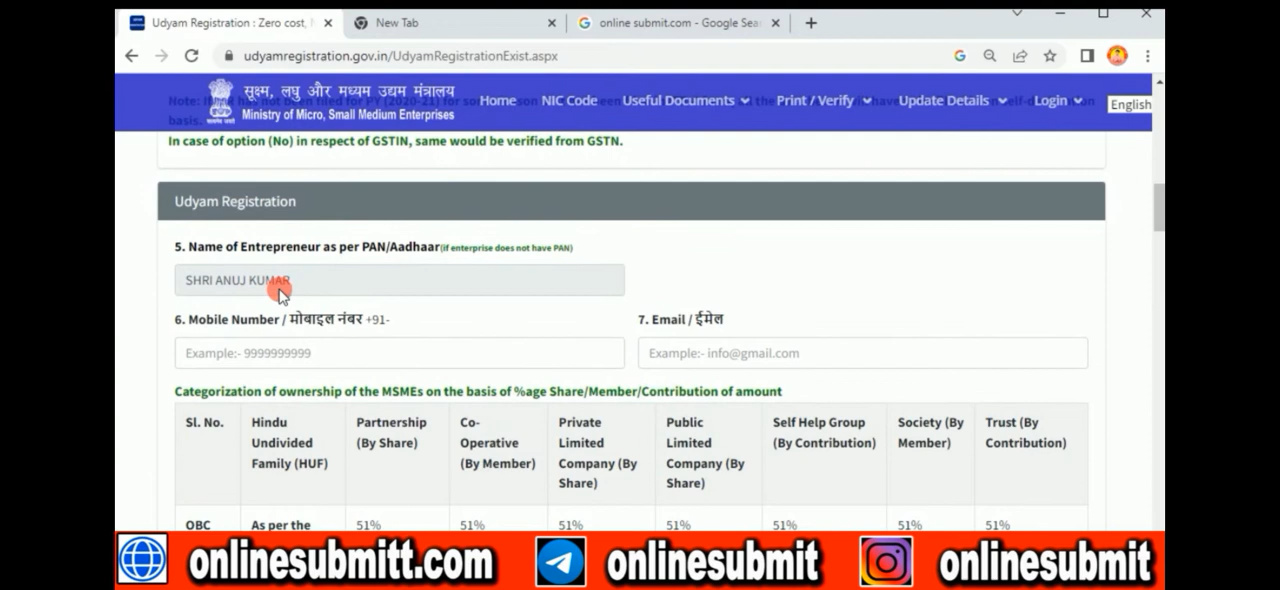 Udyam Registration : Zero cost,
New Tab
online submit.com - Google Sea
udyamregistration.gov.in/UdyamRegistrationExist.aspx
सूक्ष्म, लघु और मध्यम उद्यम मंत्रालय
Ministry of Micro, Small Medium Enterprises
Home
NIC Code
Useful Documents
Print / Verify
Update Details
Login
English
basis.
In case of option (No) in respect of GSTIN, same would be verified from GSTN.
Udyam Registration
5. Name of Entrepreneur as per PAN/Aadhaar(if enterprise does not have PAN)
SHRI ANUJ KUMAR
6. Mobile Number / मोबाइल नंबर +91-
7. Email / ईमेल
Example:- 9999999999
Example:- info@gmail.com
Categorization of ownership of the MSMEs on the basis of %age Share/Member/Contribution of amount
Sl. No.
Hindu
Undivided
Family (HUF)
Partnership
(By Share)
Co-
Operative
(By Member)
Private
Limited
Company (By
Share)
Public
Limited
Company (By
Share)
Self Help Group
(By Contribution)
Society (By
Member)
Trust (By
Contribution)
OBC
As per the
51%
51%
51%
51%
51%
51%
51%
onlinesubmitt.com
onlinesubmit
onlinesubmit